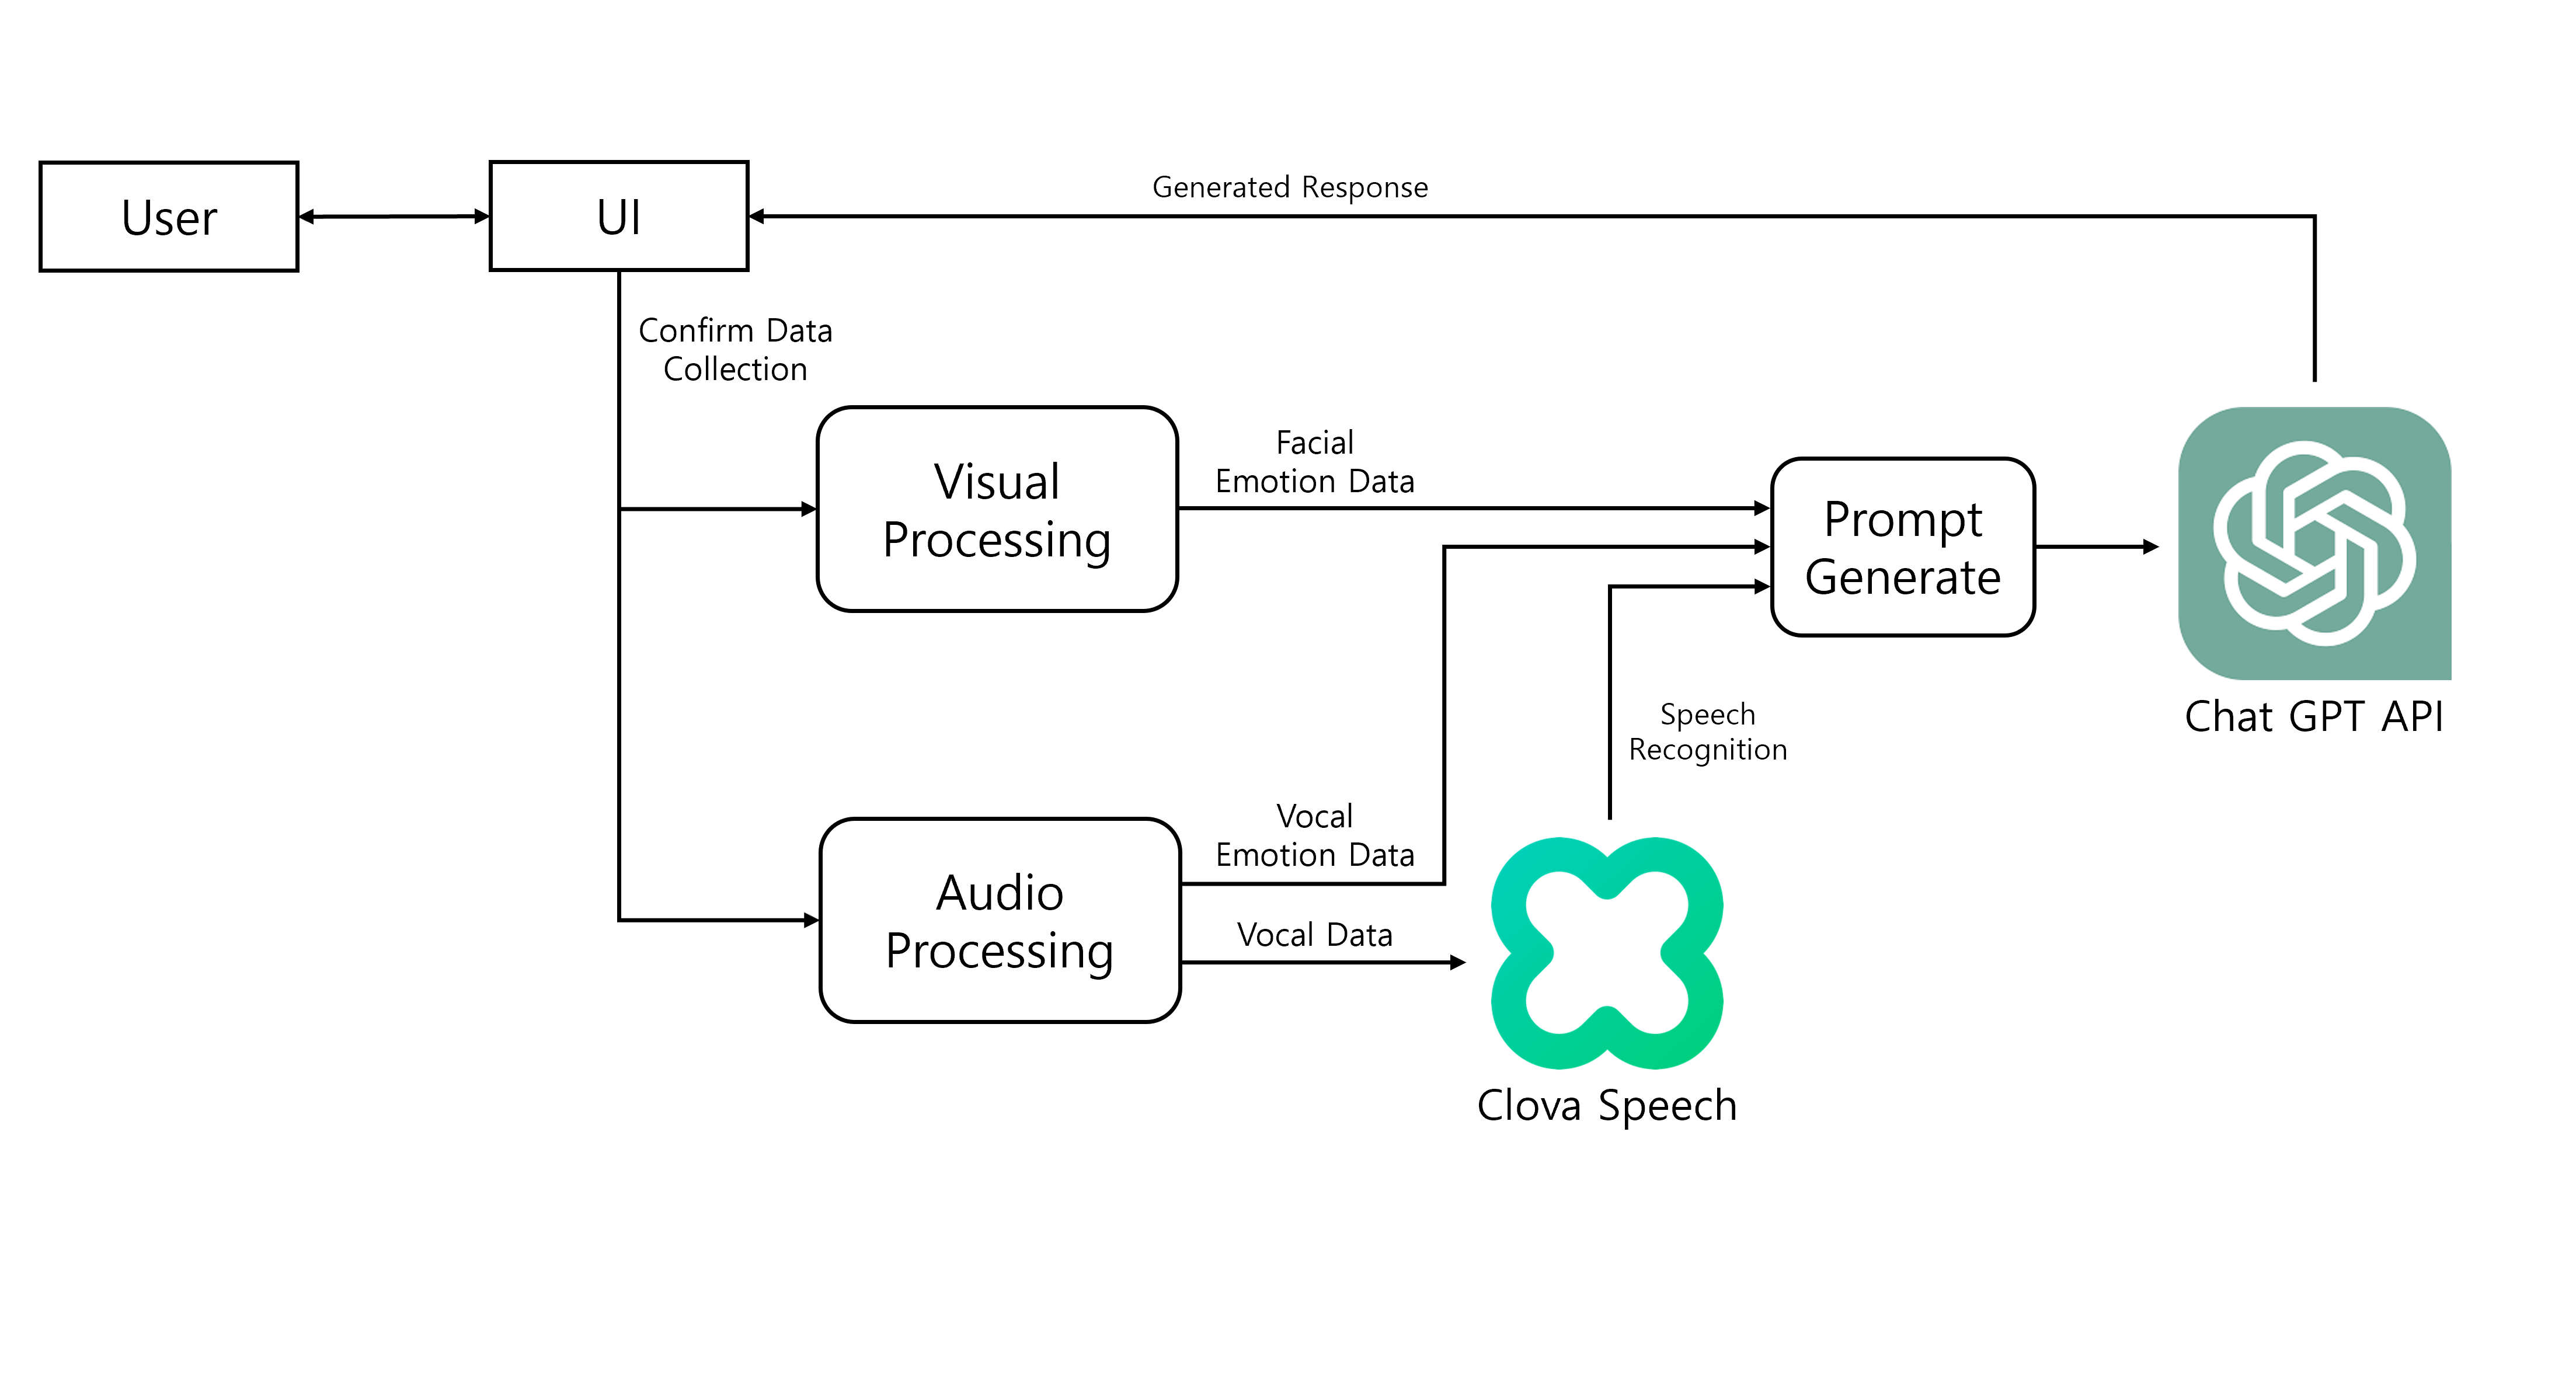 User
UI
Generated Response
Confirm Data
Collection
Visual
Processing
Facial
Emotion Data
Prompt
Generate
Chat GPT API
Speech
Recognition
Audio
Processing
Vocal
Emotion Data
Vocal Data
Clova Speech